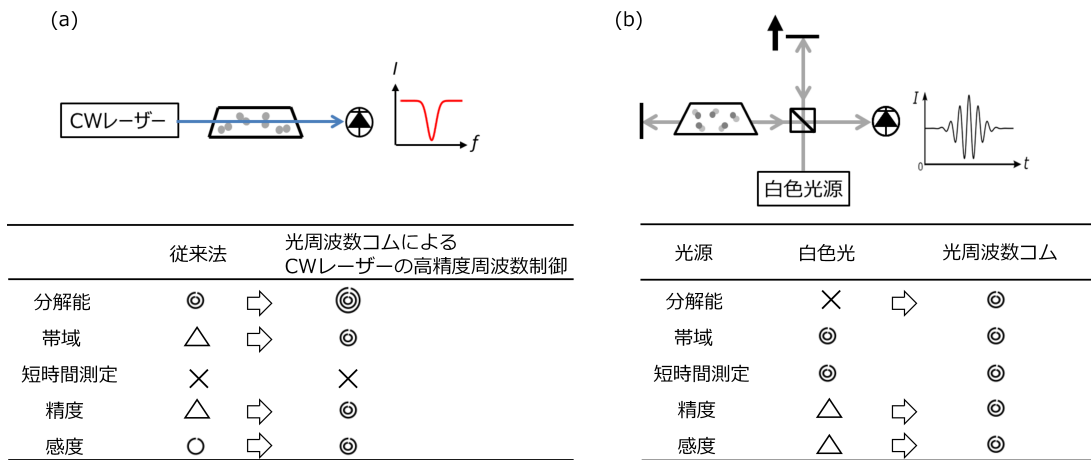 (a)
CWレーザー
I
f
従来法
光周波数コムによる
CWレーザーの高精度周波数制御
分解能 ◎ ⇨ ◎
帯域 △ ⇨ ◎
短時間測定 × ×
精度 △ ⇨ ◎
感度 ○ ⇨ ◎
(b)
白色光源
I
0
t
光源 白色光 光周波数コム
分解能 × ⇨ ◎
帯域 ◎ ◎
短時間測定 ◎ ◎
精度 △ ⇨ ◎
感度 △ ⇨ ◎